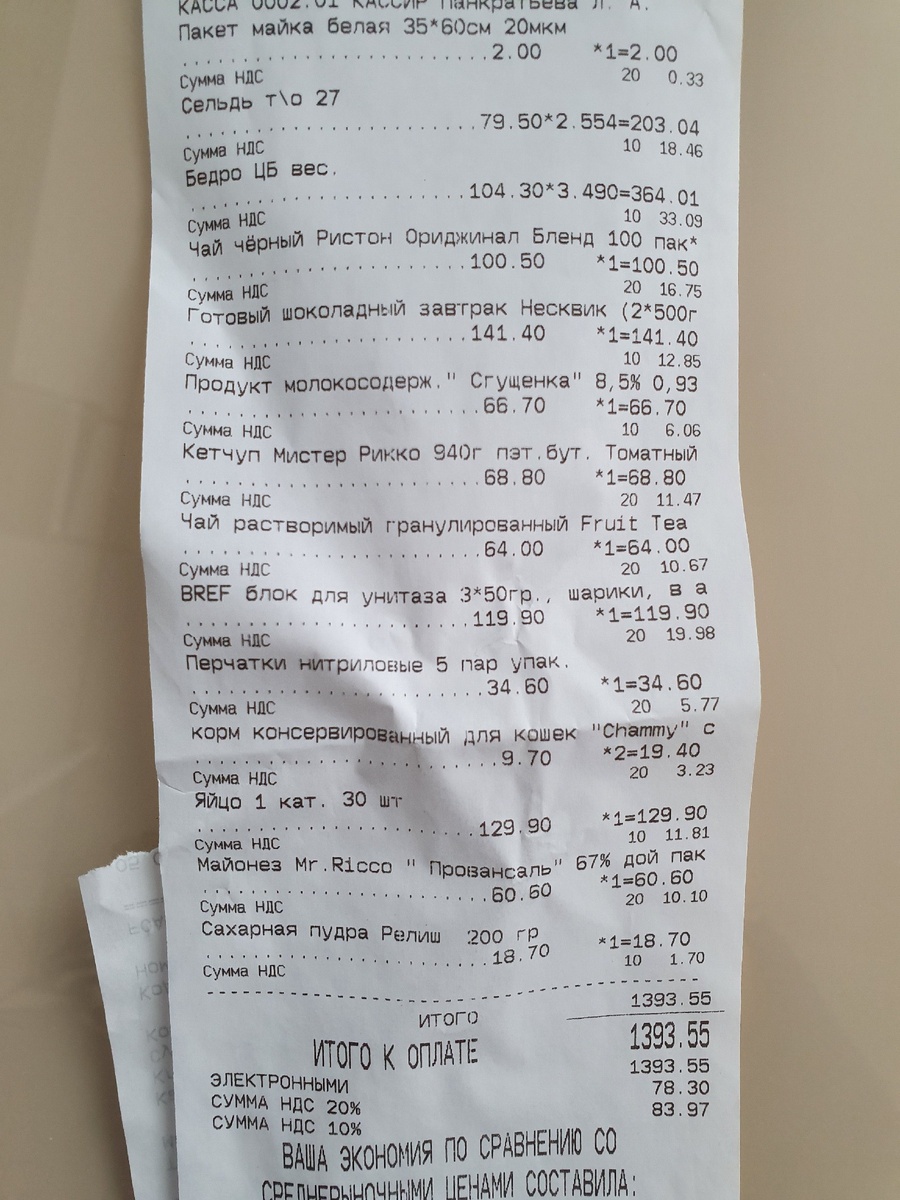 КАССА 0002.01 КАССИР Панкратьева Л. А.
Пакет майка белая 35*60см 20мкм
2.00 *1=2.00
Сумма НДС 20 0.33
Сельдь т\о 27
79.50*2.554=203.04
Сумма НДС 10 18.46
Бедро ЦБ вес.
104.30*3.490=364.01
Сумма НДС 10 33.09
Чай чёрный Ристон Ориджинал Бленд 100 пак*
100.50 *1=100.50
Сумма НДС 20 16.75
Готовый шоколадный завтрак Несквик (2*500г
141.40 *1=141.40
Сумма НДС 10 12.85
Продукт молокосодерж." Сгущенка" 8,5% 0,93
66.70 *1=66.70
Сумма НДС 10 6.06
Кетчуп Мистер Рикко 940г пэт.бут. Томатный
68.80 *1=68.80
Сумма НДС 20 11.47
Чай растворимый гранулированный Fruit Tea
64.00 *1=64.00
Сумма НДС 20 10.67
BREF блок для унитаза 3*50гр., шарики, в а
119.90 *1=119.90
Сумма НДС 20 19.98
Перчатки нитриловые 5 пар упак.
34.60 *1=34.60
Сумма НДС 20 5.77
корм консервированный для кошек "Chammy" с
9.70 *2=19.40
Сумма НДС 20 3.23
Яйцо 1 кат. 30 шт
129.90 *1=129.90
Сумма НДС 10 11.81
Майонез Mr.Ricco " Провансаль" 67% дой пак
60.60 *1=60.60
Сумма НДС 20 10.10
Сахарная пудра Релиш 200 гр
18.70 *1=18.70
Сумма НДС 10 1.70
ИТОГО 1393.55
ИТОГО К ОПЛАТЕ 1393.55
ЭЛЕКТРОННЫМИ 1393.55
СУММА НДС 20% 78.30
СУММА НДС 10% 83.97
ВАША ЭКОНОМИЯ ПО СРАВНЕНИЮ СО
СРЕДНЕРЫНОЧНЫМИ ЦЕНАМИ СОСТАВИЛА: